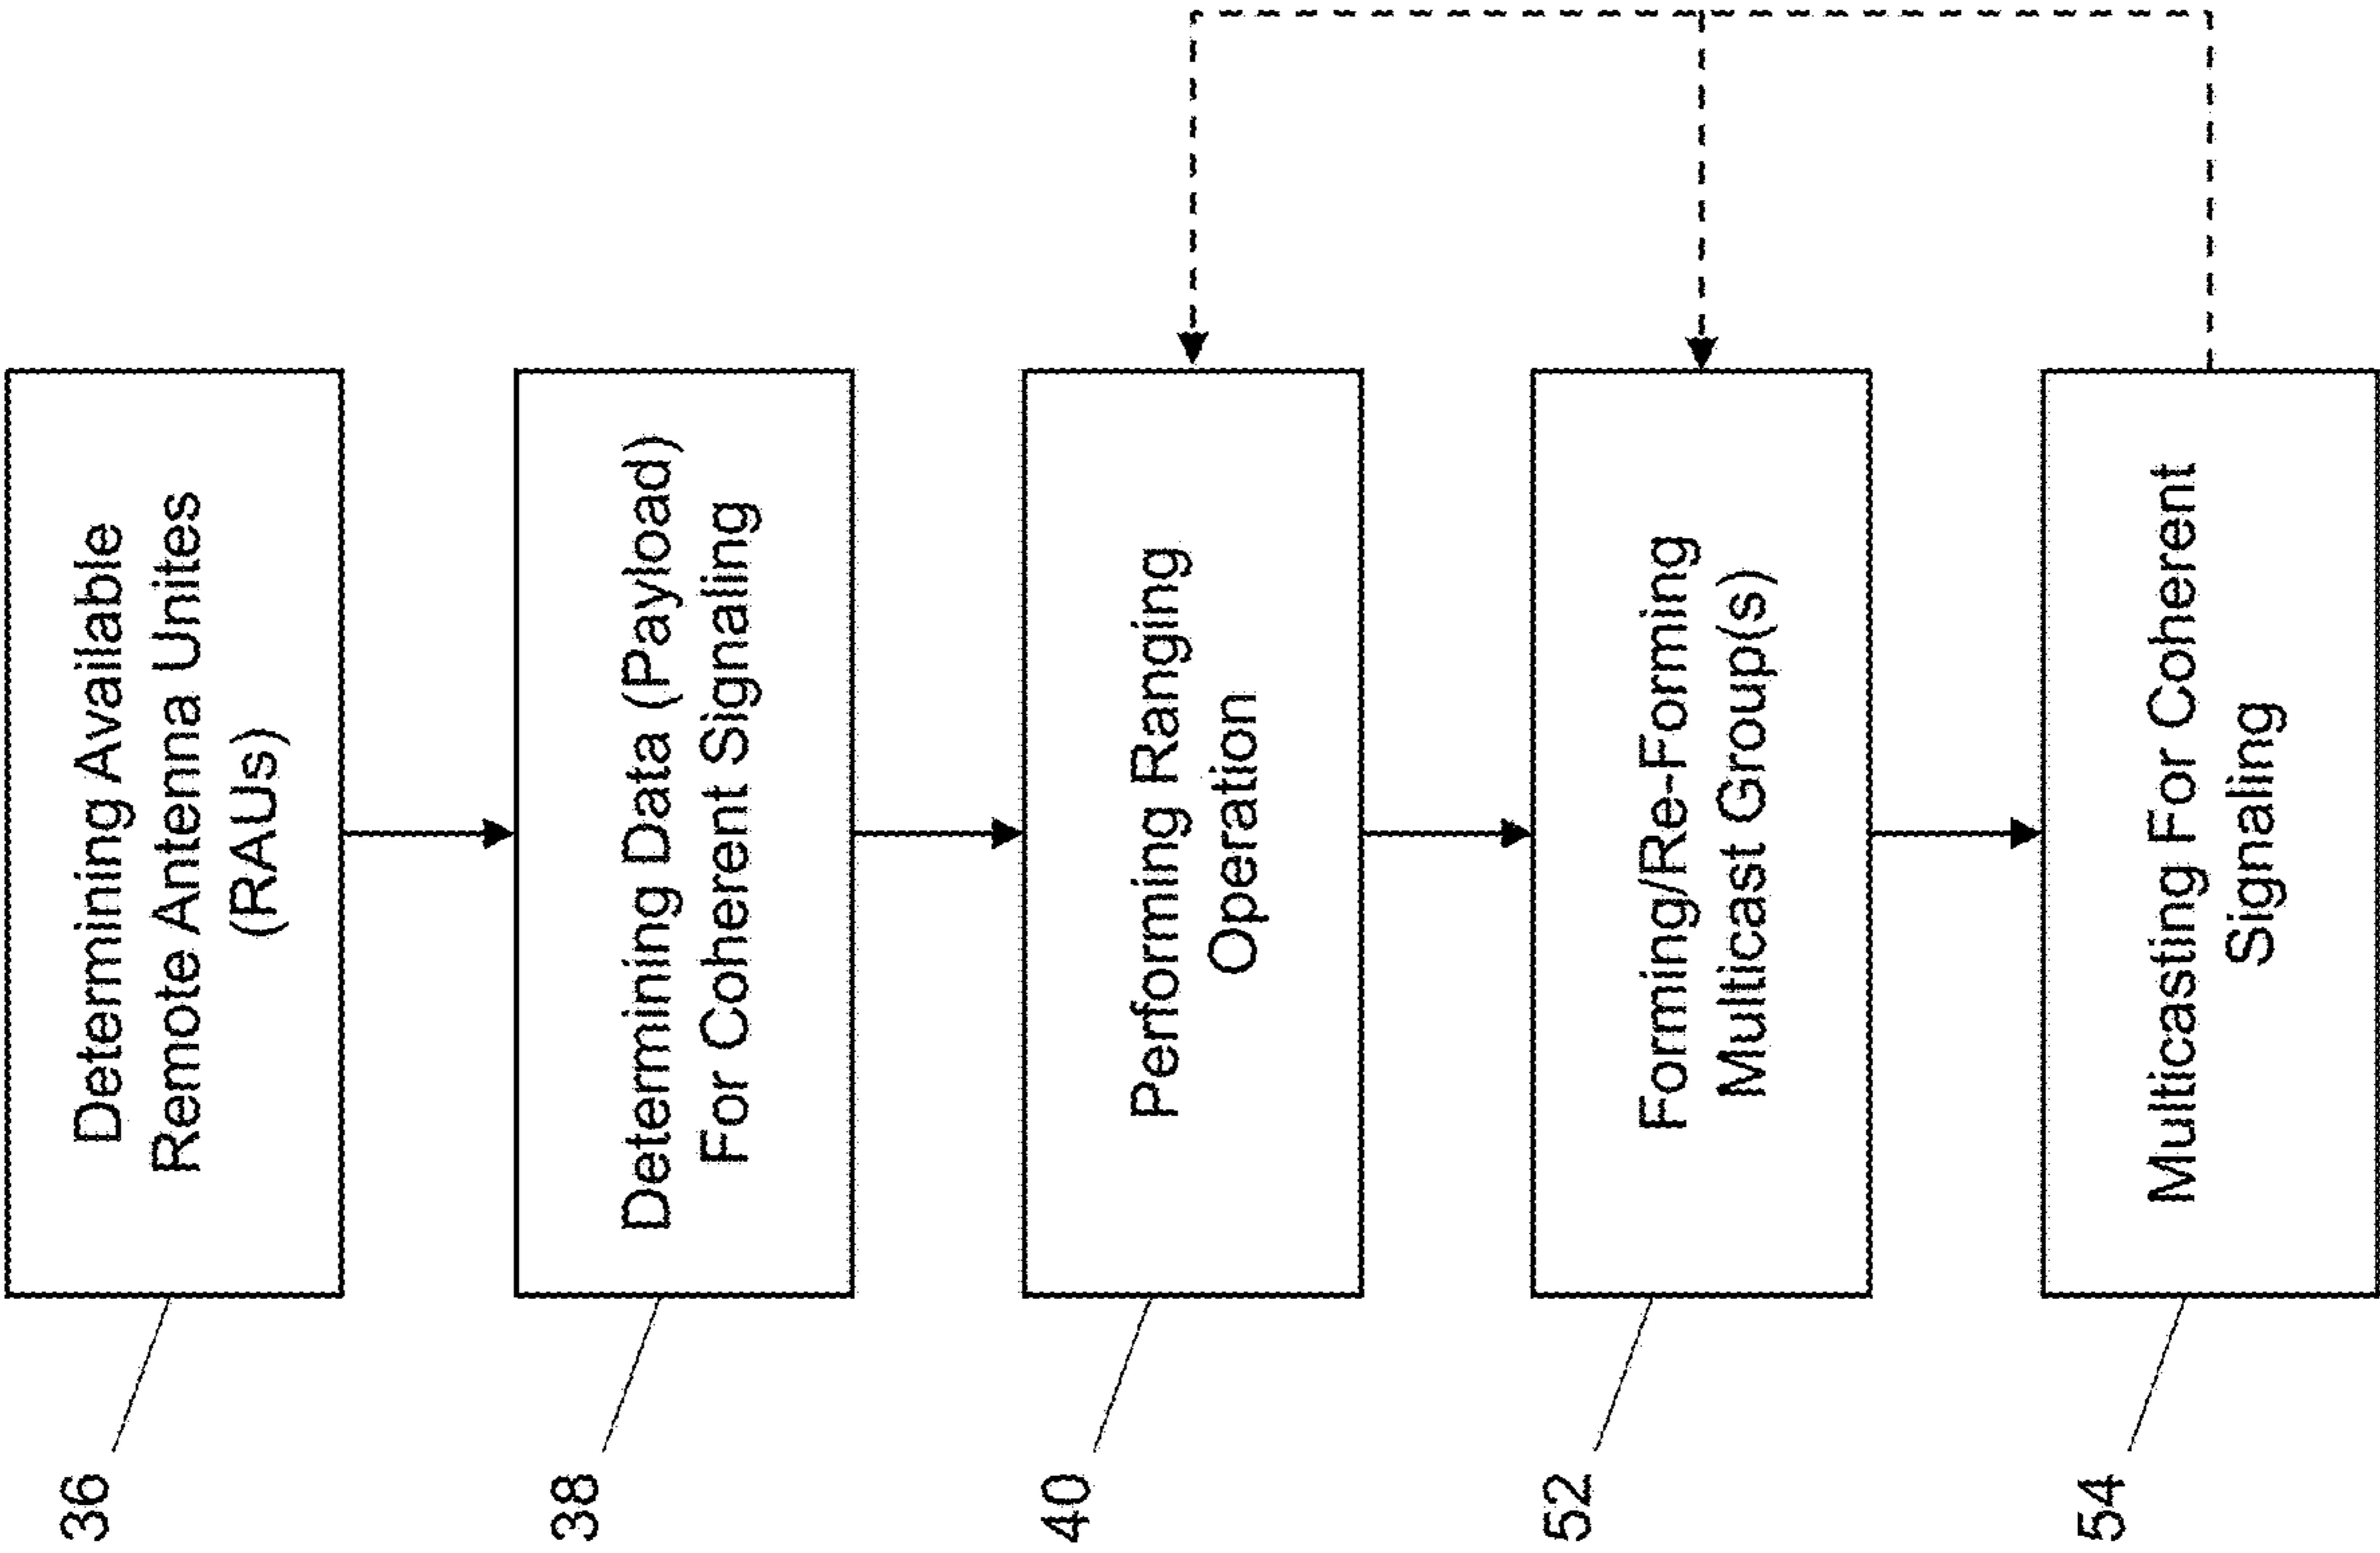 36
Determining Available
Remote Antenna Unites
(RAUs)
38
Determining Data (Payload)
For Coherent Signaling
40
Performing Ranging
Operation
52
Forming/Re-Forming
Multicast Group(s)
54
Multicasting For Coherent
Signaling